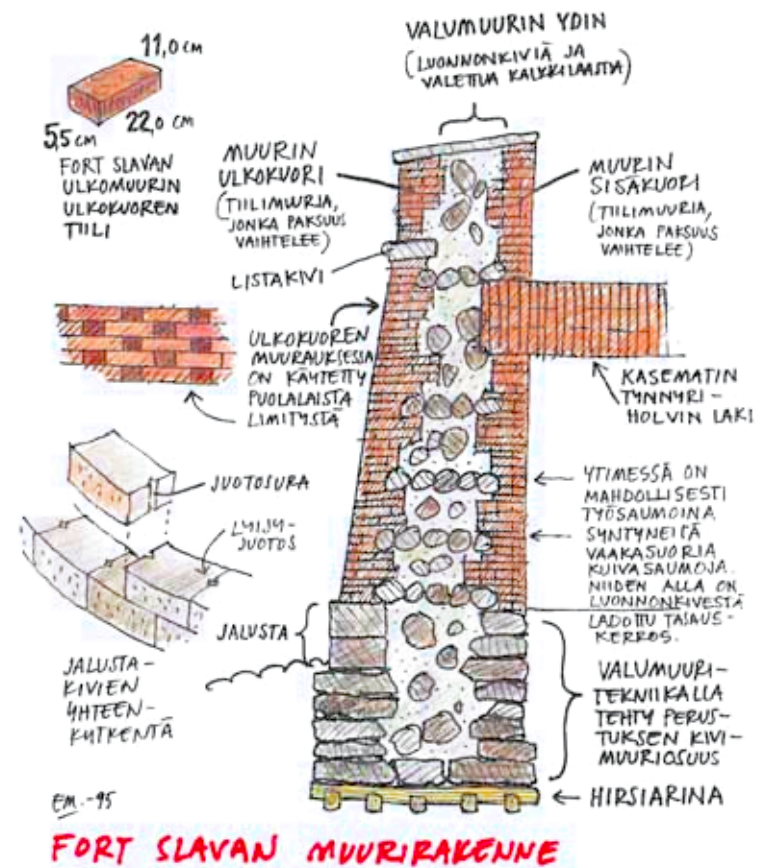 11,0 CM
5,5 CM
22,0 CM
FORT SLAVAN
ULKOMUURIN
ULKOKUOREN
TIILI
VALUMUURIN YDIN
(LUONNONKIVIÄ JA
VALETTUA KALKKILAASTIA)
MUURIN
ULKOKUORI
(TIILIMUURIA,
JONKA PAKSUUS
VAIHTELEE)
MUURIN
SISÄKUORI
(TIILIMUURIA,
JONKA PAKSUUS
VAIHTELEE)
LISTAKIVI
ULKOKUOREN
MUURAUKSESSA
ON KÄYTETTY
PUOLALAISTA
LIMITYSTÄ
KASEMATIN
TYNNYRI-
HOLVIN LAKI
JUOTOSURA
LYIJY-
JUOTOS
YTIMESSÄ ON
MAHDOLLISESTI
TYÖSAUMOINA
SYNTYNEITÄ
VAAKASUORIA
KUIVASAUMOJA.
NIIDEN ALLA ON
LUONNONKIVESTÄ
LADOTTU TASAUS-
KERROS.
JALUSTA
JALUSTA-
KIVIEN
YHTEEN-
KYTKENTÄ
VALUMUURI-
TEKNIIKALLA
TEHTY PERUS-
TUKSEN KIVI-
MUURIOSUUS
HIRSIARINA
EM.-95
FORT SLAVAN MUURIRAKENNE